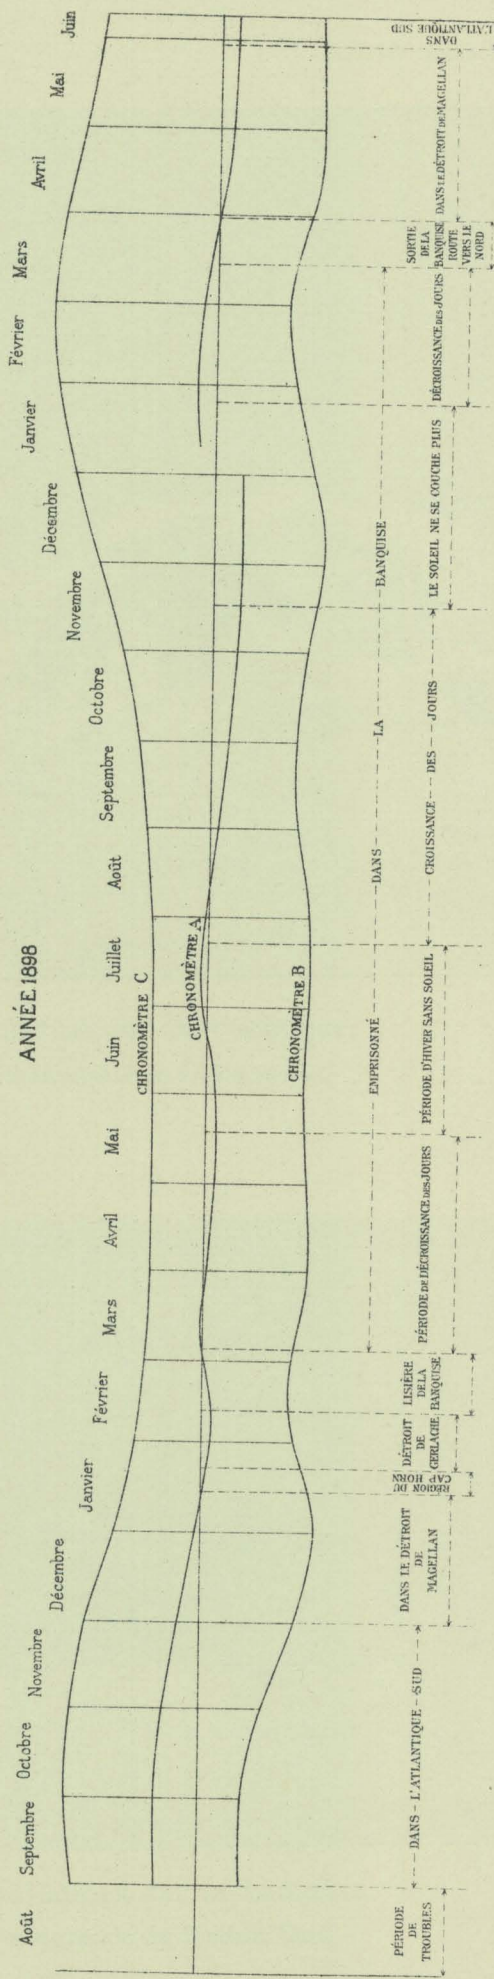 ANNÉE 1898
Août
Septembre
Octobre
Novembre
Décembre
Janvier
Février
Mars
Avril
Mai
Juin
Juillet
Août
Septembre
Octobre
Novembre
Décembre
Janvier
Février
Mars
Avril
Mai
Juin
CHRONOMÈTRE C
CHRONOMÈTRE A
CHRONOMÈTRE B
EMPRISONNÉ — DANS — LA — BANQUISE
PÉRIODE
DE
TROUBLES
DANS — L'ATLANTIQUE — SUD
DANS LE DÉTROIT
DE
MAGELLAN
RÉGION DU
CAP HORN
DÉTROIT
DE
GERLACHE
LISIÈRE
DE LA
BANQUISE
PÉRIODE DE DÉCROISSANCE DES JOURS
PÉRIODE D'HIVER SANS SOLEIL
CROISSANCE — DES — JOURS
LE SOLEIL NE SE COUCHE PLUS
DÉCROISSANCE DES JOURS
SORTIE
DE LA
BANQUISE
ROUTE
VERS LE
NORD
DANS LE DÉTROIT DE MAGELLAN
DANS
L'ATLANTIQUE SUD